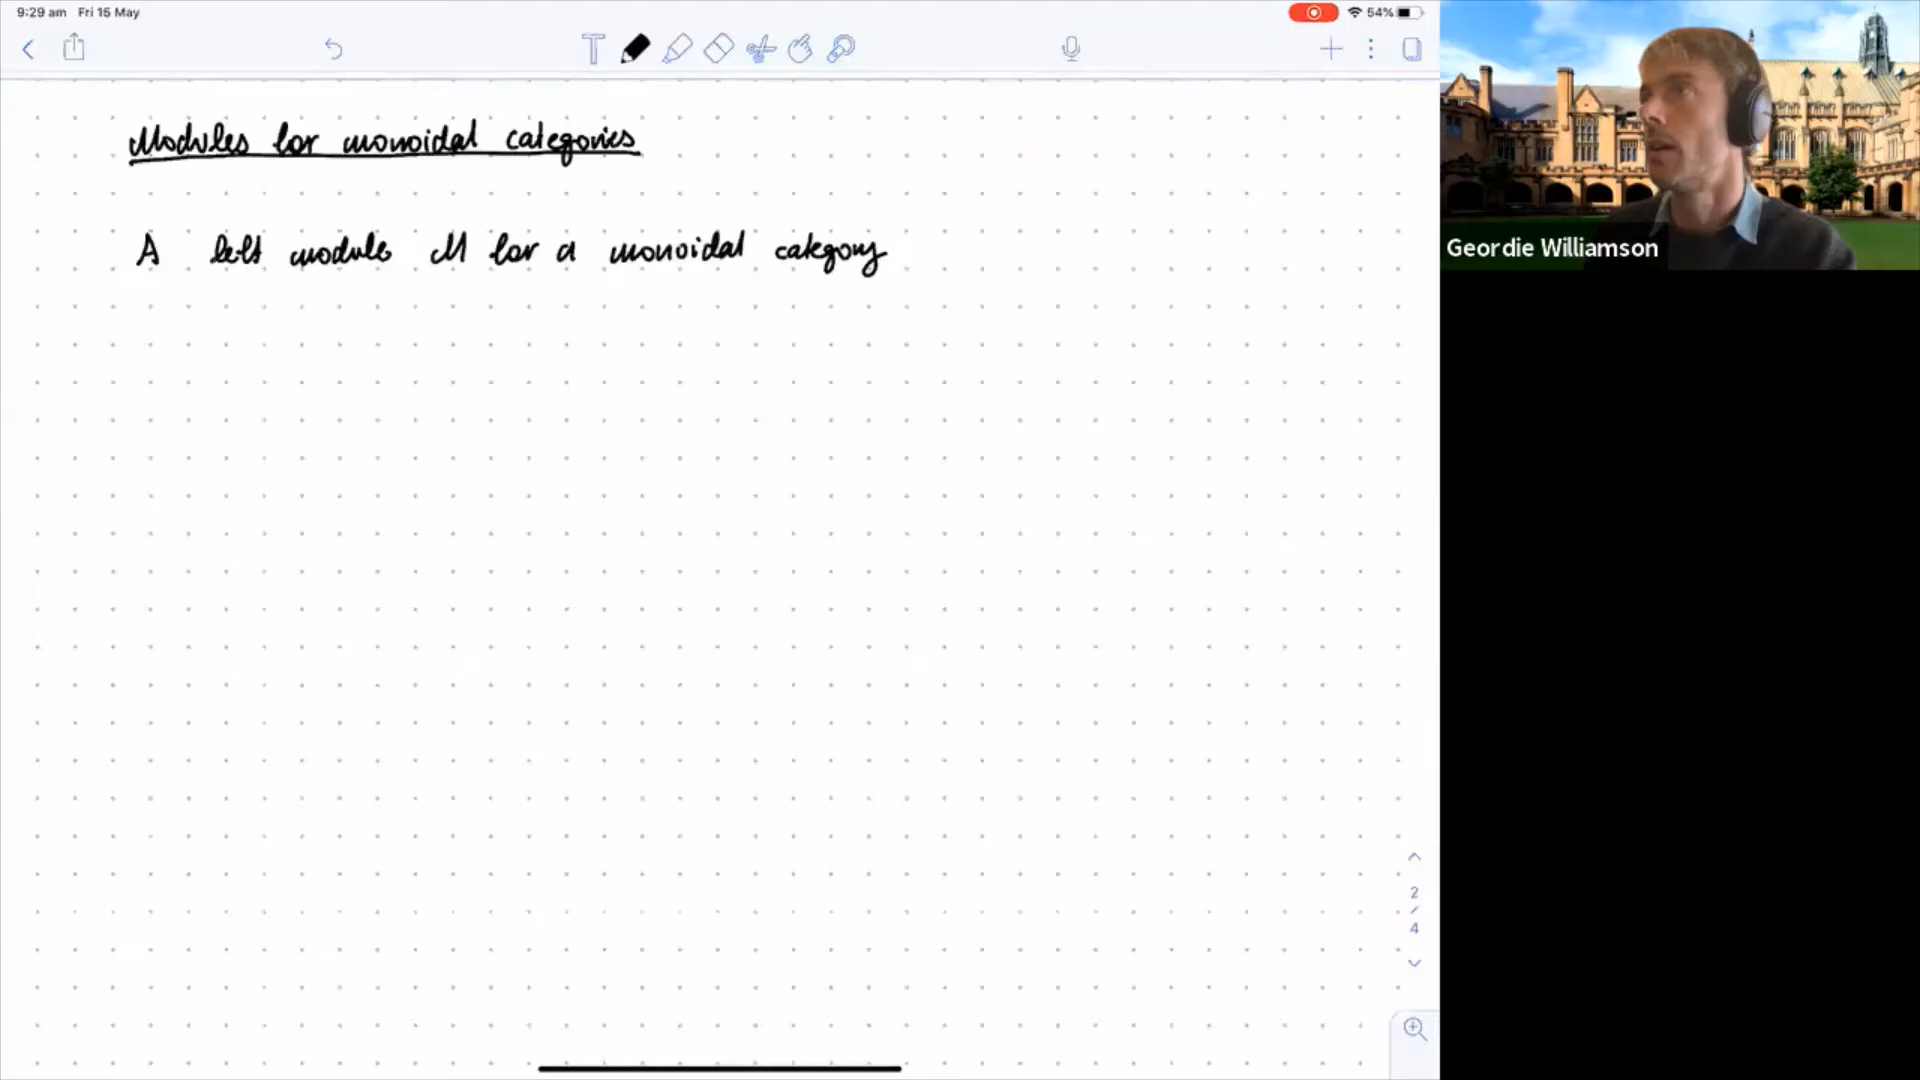 9:29 am Fri 15 May
54%
T
Modules for monoidal categories
A left module M for a monoidal category
2
/
4
Geordie Williamson